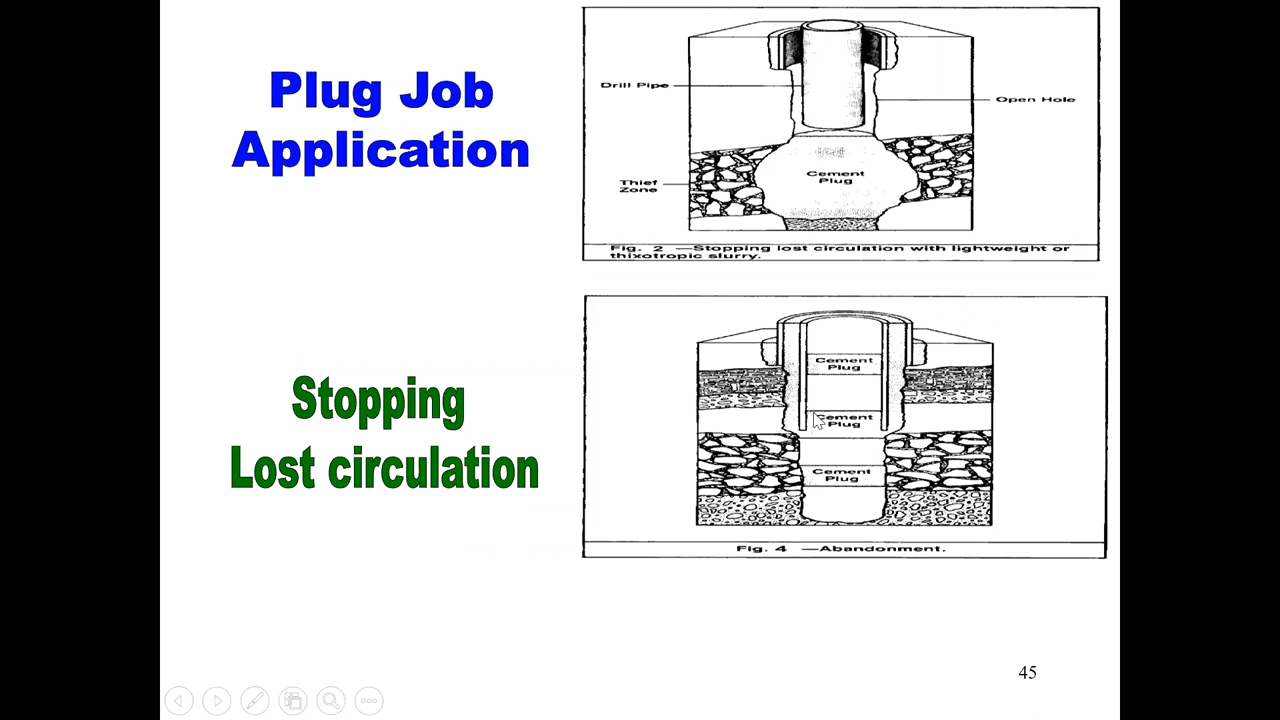 Plug Job
Application
Drill Pipe
Open Hole
Cement
Plug
Thief
Zone
Fig. 2 —Stopping lost circulation with lightweight or
thixotropic slurry.
Stopping
Lost circulation
Cement
Plug
Cement
Plug
Cement
Plug
Fig. 4 —Abandonment.
45